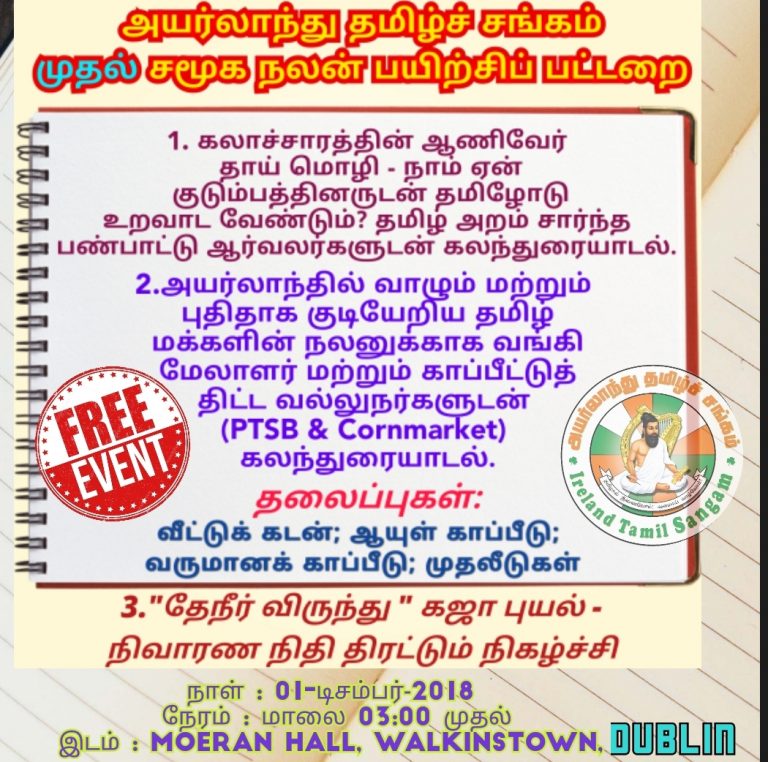 அயர்லாந்து தமிழ்ச் சங்கம்
முதல் சமூக நலன் பயிற்சிப் பட்டறை
1. கலாச்சாரத்தின் ஆணிவேர்
தாய் மொழி - நாம் ஏன்
குடும்பத்தினருடன் தமிழோடு
உறவாட வேண்டும்? தமிழ் அறம் சார்ந்த
பண்பாட்டு ஆர்வலர்களுடன் கலந்துரையாடல்.
2.அயர்லாந்தில் வாழும் மற்றும்
புதிதாக குடியேறிய தமிழ்
மக்களின் நலனுக்காக வங்கி
மேலாளர் மற்றும் காப்பீட்டுத்
திட்ட வல்லுநர்களுடன்
(PTSB & Cornmarket)
கலந்துரையாடல்.
FREE
EVENT
அயர்லாந்து தமிழ்ச் சங்கம்
Ireland Tamil Sangam
தலைப்புகள்:
வீட்டுக் கடன்; ஆயுள் காப்பீடு;
வருமானக் காப்பீடு; முதலீடுகள்
3."தேநீர் விருந்து " கஜா புயல் -
நிவாரண நிதி திரட்டும் நிகழ்ச்சி
நாள் : 01-டிசம்பர்-2018
நேரம் : மாலை 03:00 முதல்
இடம் : MOERAN HALL, WALKINSTOWN, DUBLIN